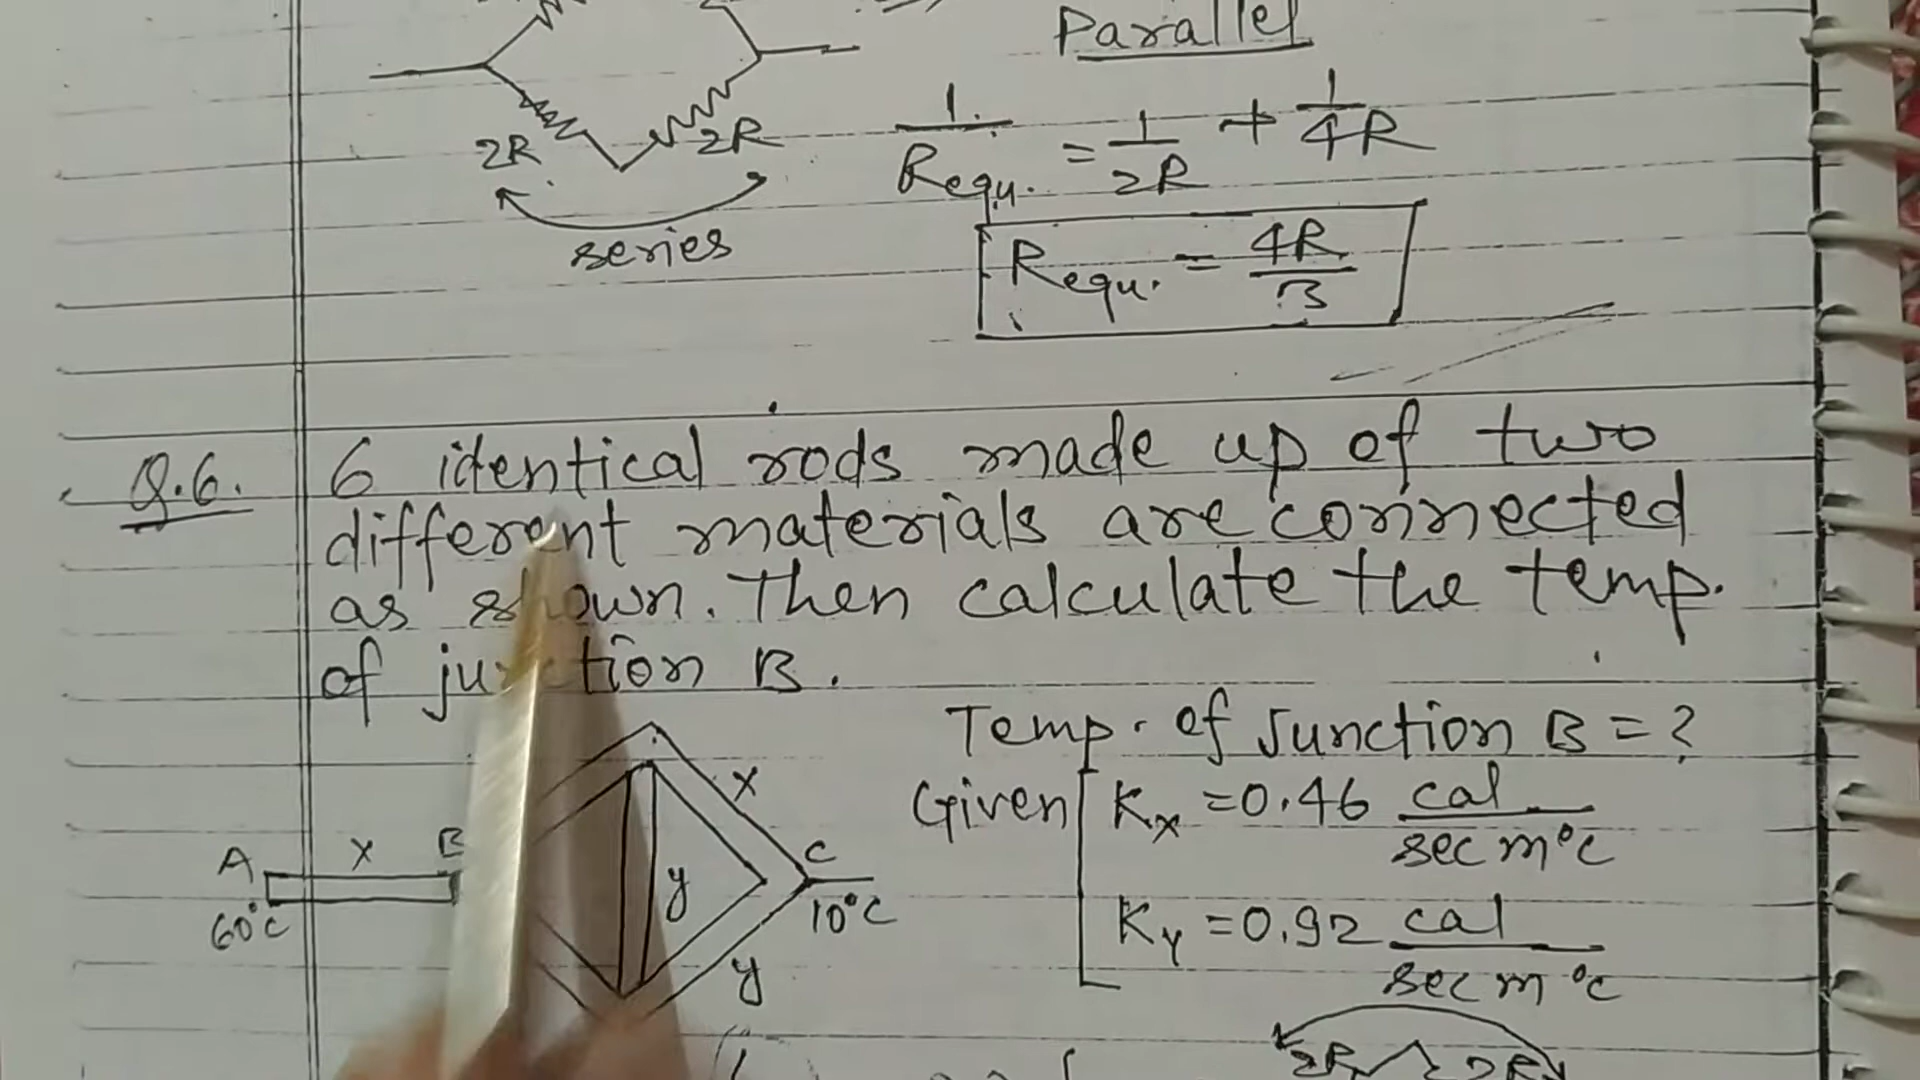 Parallel
2R 2R
series
1/Requ. = 1/2R + 1/4R
Requ. = 4R/3
Q.6. 6 identical rods made up of two
different materials are connected
as shown. Then calculate the temp.
of junction B.
Temp. of Junction B = ?
Given Kx = 0.46 cal/sec m°C
KY = 0.92 cal/sec m°C
A x B
60°C
x
y
C
10°C
y
2R 2R